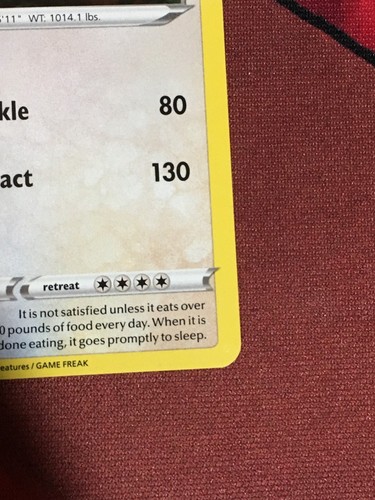 '11" WT: 1014.1 lbs.
kle 80
act 130
retreat
It is not satisfied unless it eats over
0 pounds of food every day. When it is
done eating, it goes promptly to sleep.
eatures / GAME FREAK